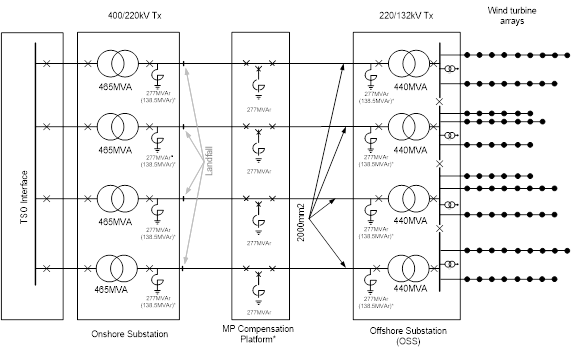 400/220kV Tx
220/132kV Tx
Wind turbine
arrays
465MVA
277MVAr
(138.5MVAr)*
277MVAr
277MVAr
(138.5MVAr)*
440MVA
465MVA
277MVAr*
(138.5MVAr)*
277MVAr
277MVAr
(138.5MVAr)*
440MVA
TSO Interface
Landfall
2000mm2
465MVA
277MVAr
(138.5MVAr)*
277MVAr
277MVAr
(138.5MVAr)*
440MVA
465MVA
277MVAr
(138.5MVAr)*
277MVAr
277MVAr
(138.5MVAr)*
440MVA
Onshore Substation
MP Compensation
Platform*
Offshore Substation
(OSS)